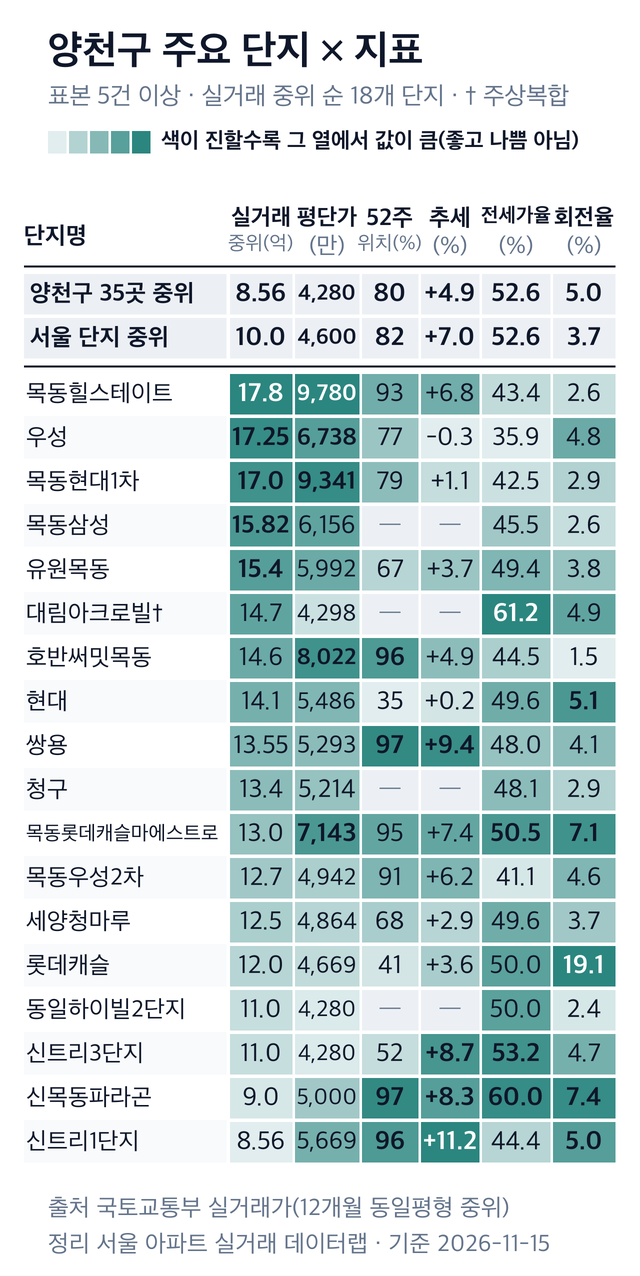 양천구 주요 단지 × 지표
표본 5건 이상 · 실거래 중위 순 18개 단지 · † 주상복합
색이 진할수록 그 열에서 값이 큼(좋고 나쁨 아님)
단지명 실거래 중위(억) 평단가 (만) 52주 위치(%) 추세 (%) 전세가율 (%) 회전율 (%)
양천구 35곳 중위 8.56 4,280 80 +4.9 52.6 5.0
서울 단지 중위 10.0 4,600 82 +7.0 52.6 3.7
목동힐스테이트 17.8 9,780 93 +6.8 43.4 2.6
우성 17.25 6,738 77 −0.3 35.9 4.8
목동현대1차 17.0 9,341 79 +1.1 42.5 2.9
목동삼성 15.82 6,156 — — 45.5 2.6
유원목동 15.4 5,992 67 +3.7 49.4 3.8
대림아크로빌† 14.7 4,298 — — 61.2 4.9
호반써밋목동 14.6 8,022 96 +4.9 44.5 1.5
현대 14.1 5,486 35 +0.2 49.6 5.1
쌍용 13.55 5,293 97 +9.4 48.0 4.1
청구 13.4 5,214 — — 48.1 2.9
목동롯데캐슬마에스트로 13.0 7,143 95 +7.4 50.5 7.1
목동우성2차 12.7 4,942 91 +6.2 41.1 4.6
세양청마루 12.5 4,864 68 +2.9 49.6 3.7
롯데캐슬 12.0 4,669 41 +3.6 50.0 19.1
동일하이빌2단지 11.0 4,280 — — 50.0 2.4
신트리3단지 11.0 4,280 52 +8.7 53.2 4.7
신목동파라곤 9.0 5,000 97 +8.3 60.0 7.4
신트리1단지 8.56 5,669 96 +11.2 44.4 5.0
출처 국토교통부 실거래가(12개월 동일평형 중위)
정리 서울 아파트 실거래 데이터랩 · 기준 2026-11-15